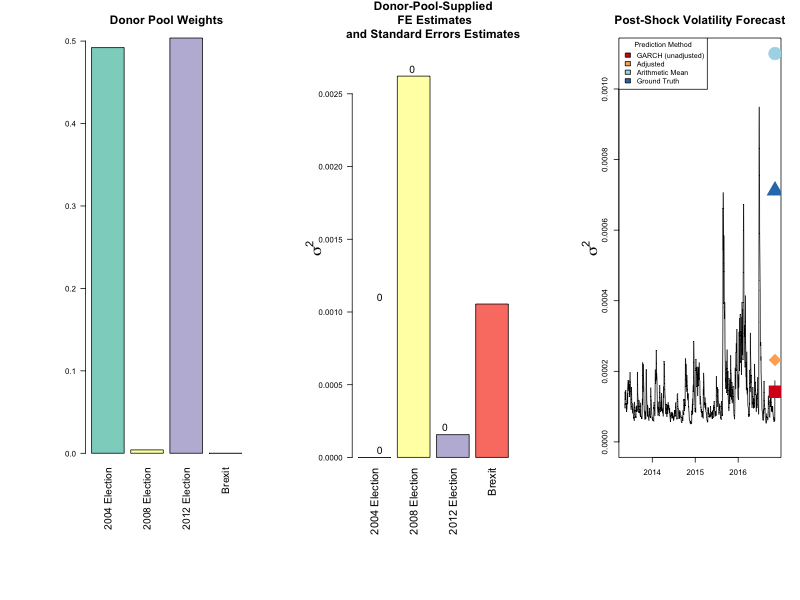 Donor Pool Weights
0.5
0.4
0.3
0.2
0.1
0.0
2004 Election
2008 Election
2012 Election
Brexit
Donor-Pool-Supplied
FE Estimates
and Standard Errors Estimates
σ2
0.0025
0.0020
0.0015
0.0010
0.0005
0.0000
0
0
0
0
2004 Election
2008 Election
2012 Election
Brexit
Post-Shock Volatility Forecast
σ2
0.0010
0.0008
0.0006
0.0004
0.0002
0.0000
Prediction Method
GARCH (unadjusted)
Adjusted
Arithmetic Mean
Ground Truth
2014
2015
2016